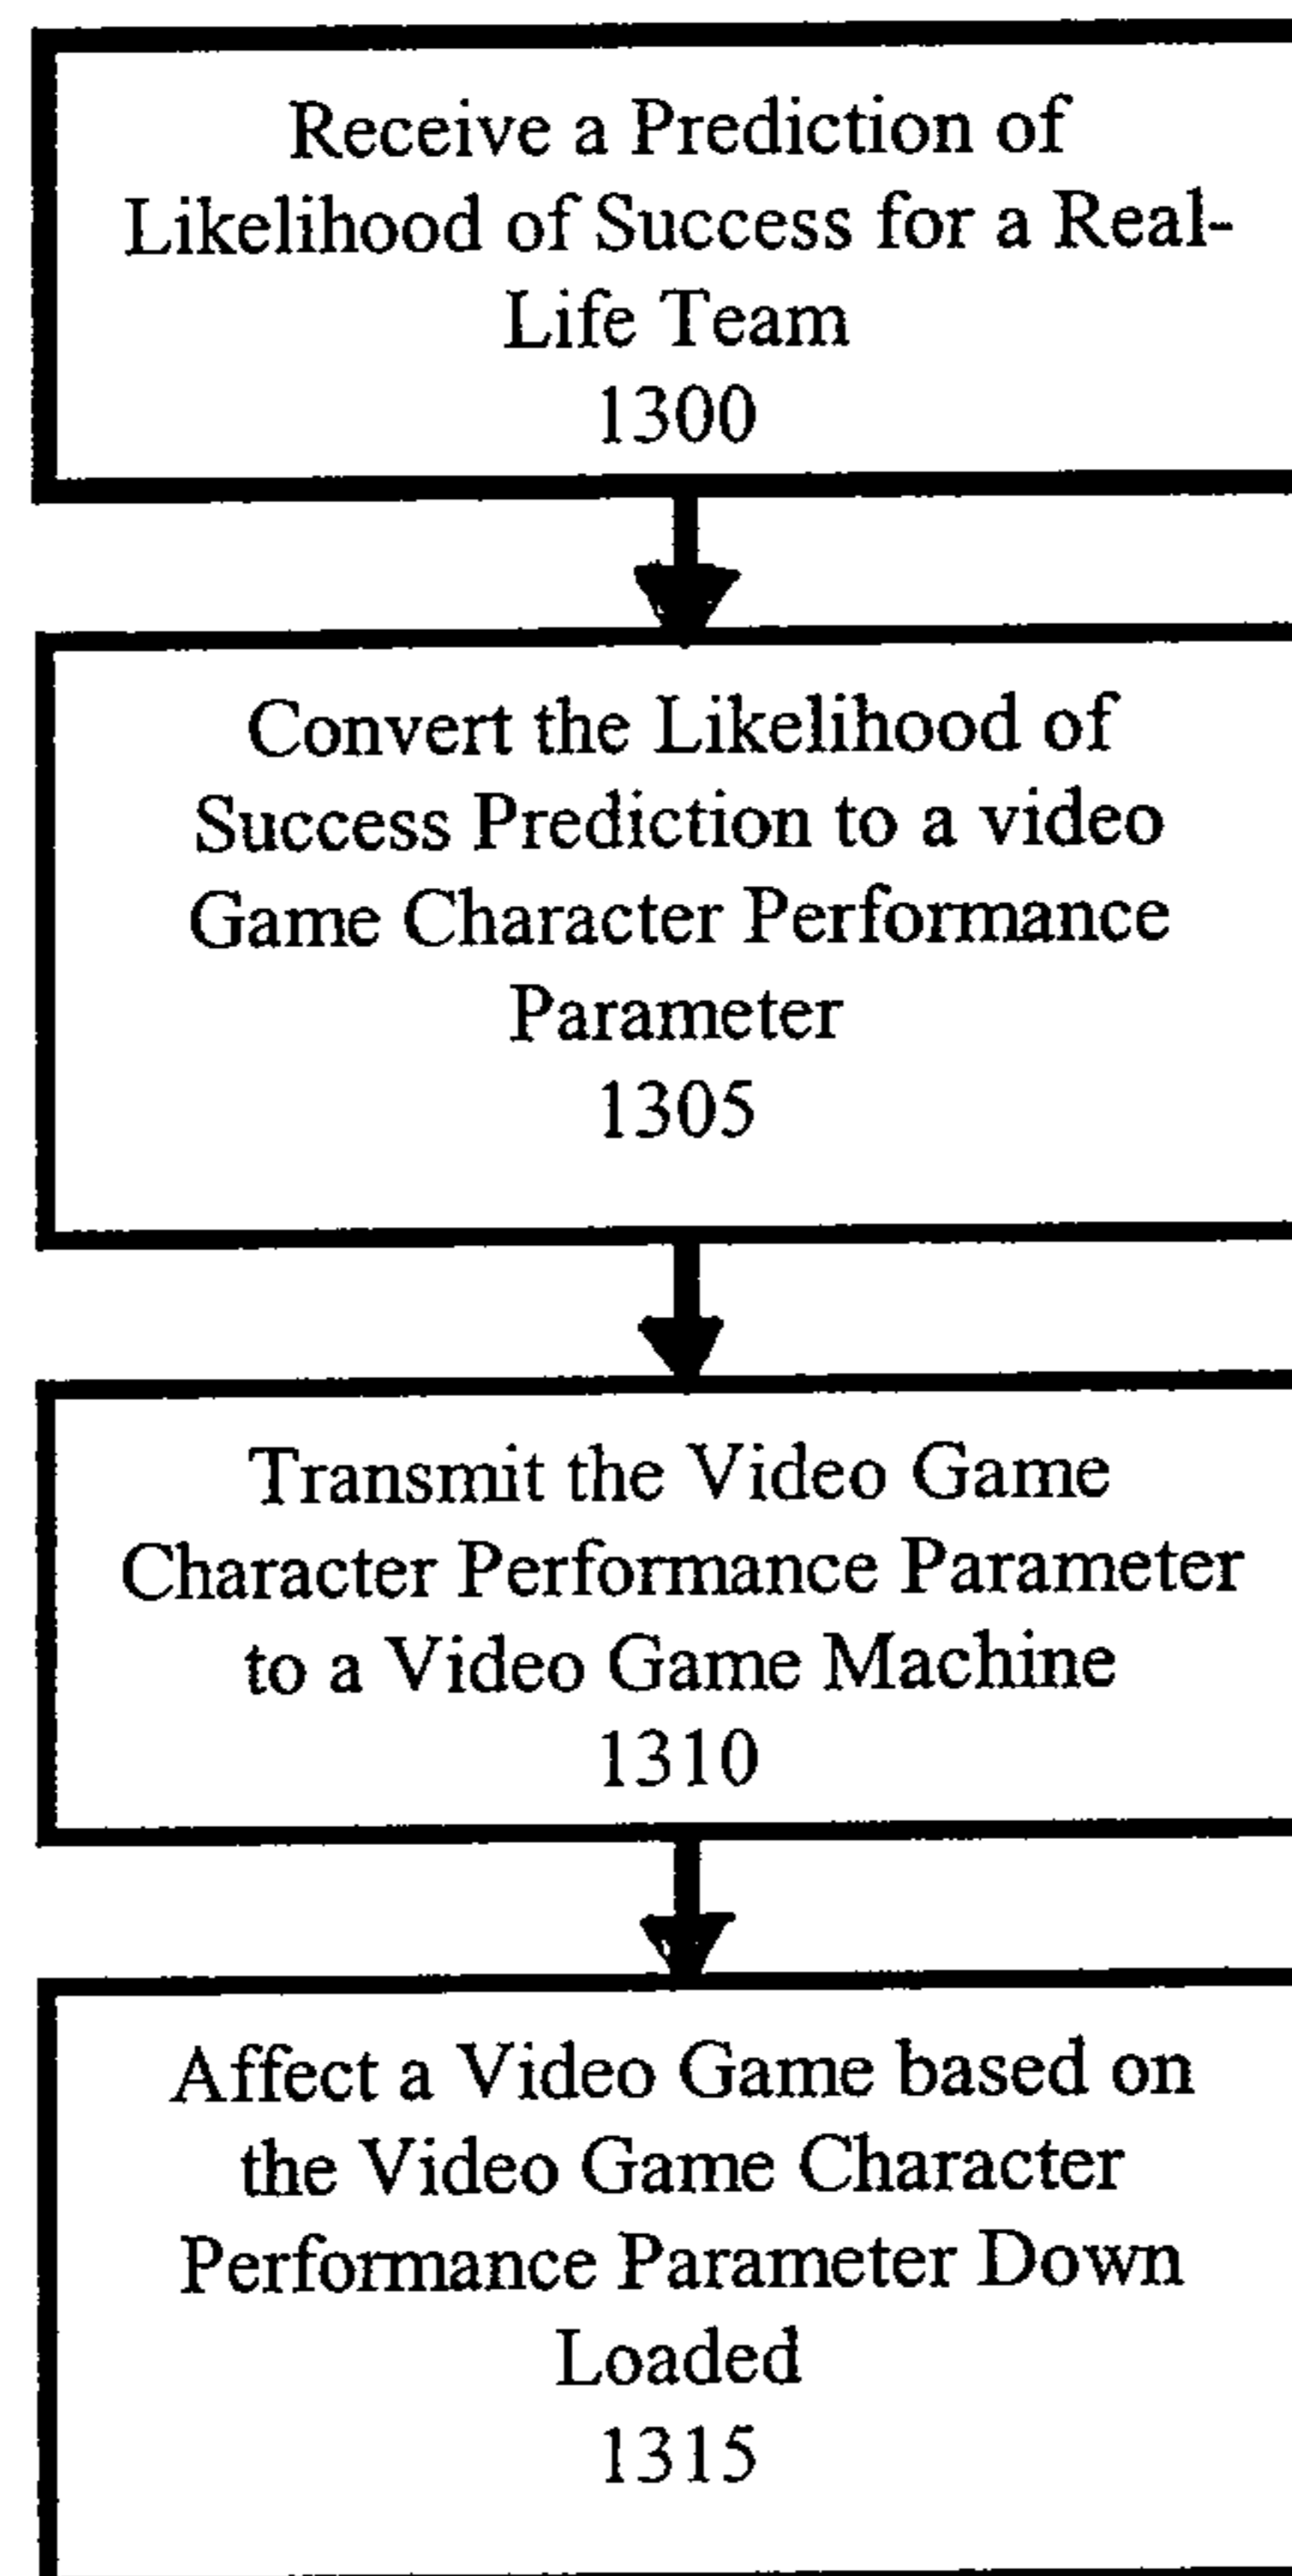 Receive a Prediction of
Likelihood of Success for a Real-
Life Team
1300
Convert the Likelihood of
Success Prediction to a video
Game Character Performance
Parameter
1305
Transmit the Video Game
Character Performance Parameter
to a Video Game Machine
1310
Affect a Video Game based on
the Video Game Character
Performance Parameter Down
Loaded
1315